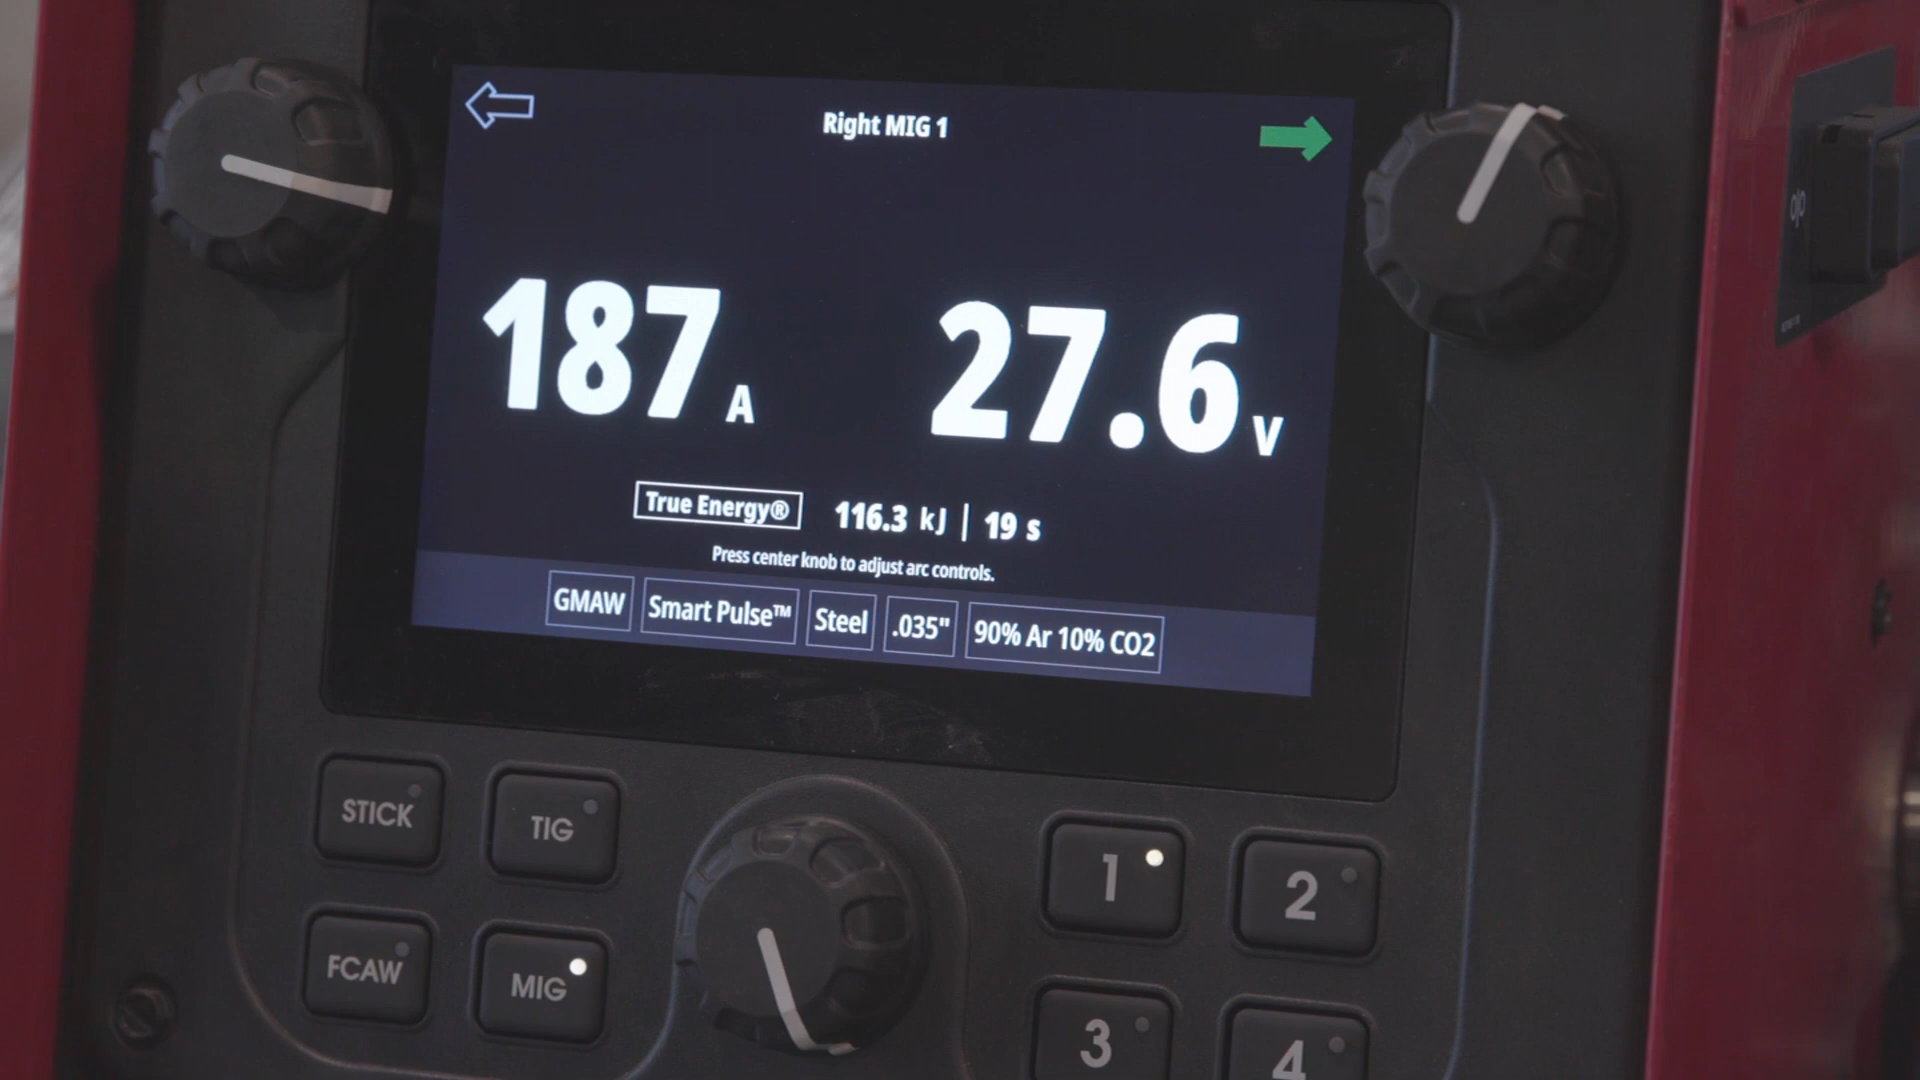 Right MIG 1
187 A
27.6 V
True Energy® 116.3 kJ | 19 s
Press center knob to adjust arc controls.
GMAW Smart Pulse™ Steel .035" 90% Ar 10% CO2
STICK
TIG
FCAW
MIG
1
2
3
4